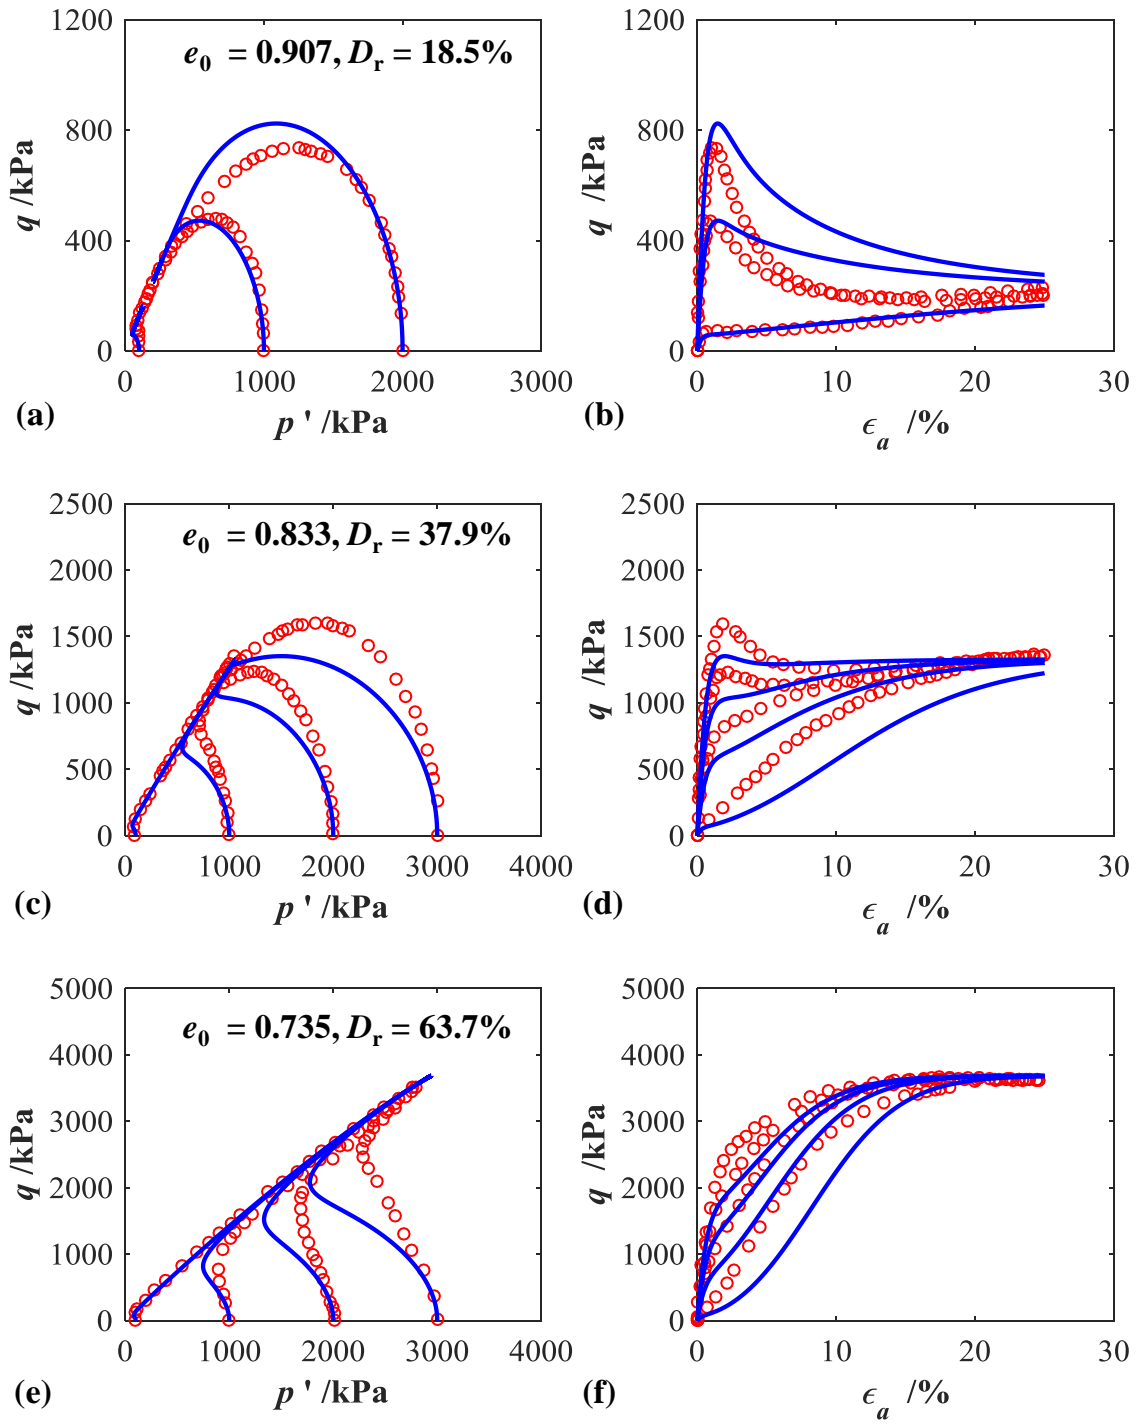 1200
800
400
0
q /kPa
e0 = 0.907, Dr = 18.5%
0 1000 2000 3000
(a) p ' /kPa
1200
800
400
0
q /kPa
0 10 20 30
(b) ϵa /%
2500
2000
1500
1000
500
0
q /kPa
e0 = 0.833, Dr = 37.9%
0 1000 2000 3000 4000
(c) p ' /kPa
2500
2000
1500
1000
500
0
q /kPa
0 10 20 30
(d) ϵa /%
5000
4000
3000
2000
1000
0
q /kPa
e0 = 0.735, Dr = 63.7%
0 1000 2000 3000 4000
(e) p ' /kPa
5000
4000
3000
2000
1000
0
q /kPa
0 10 20 30
(f) ϵa /%